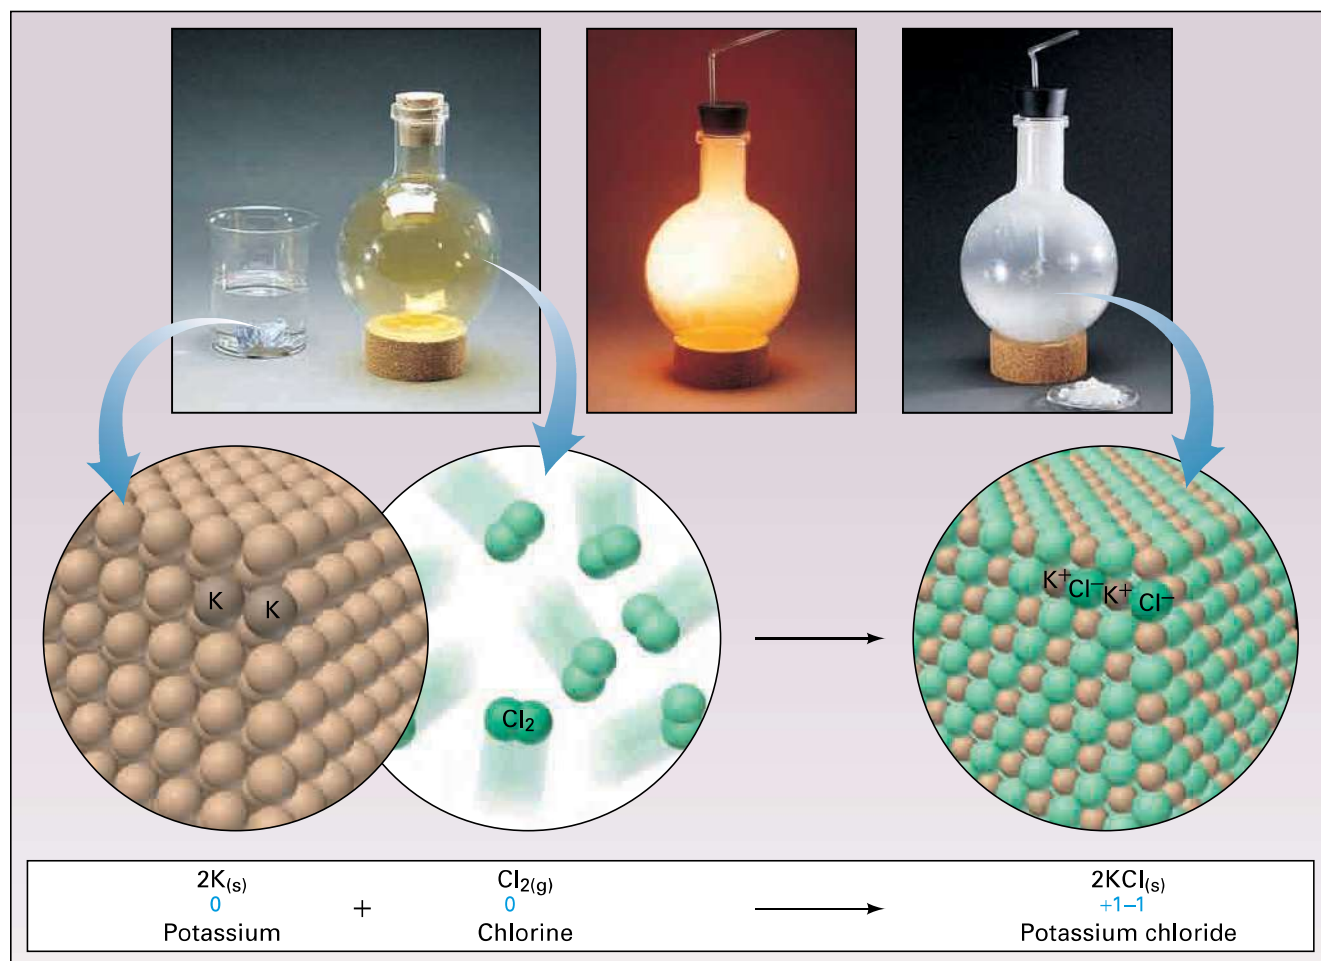 K K
Cl₂
K⁺ Cl⁻ K⁺ Cl⁻
2K(s) + Cl₂(g) → 2KCl(s)
0 0 +1–1
Potassium Chlorine Potassium chloride